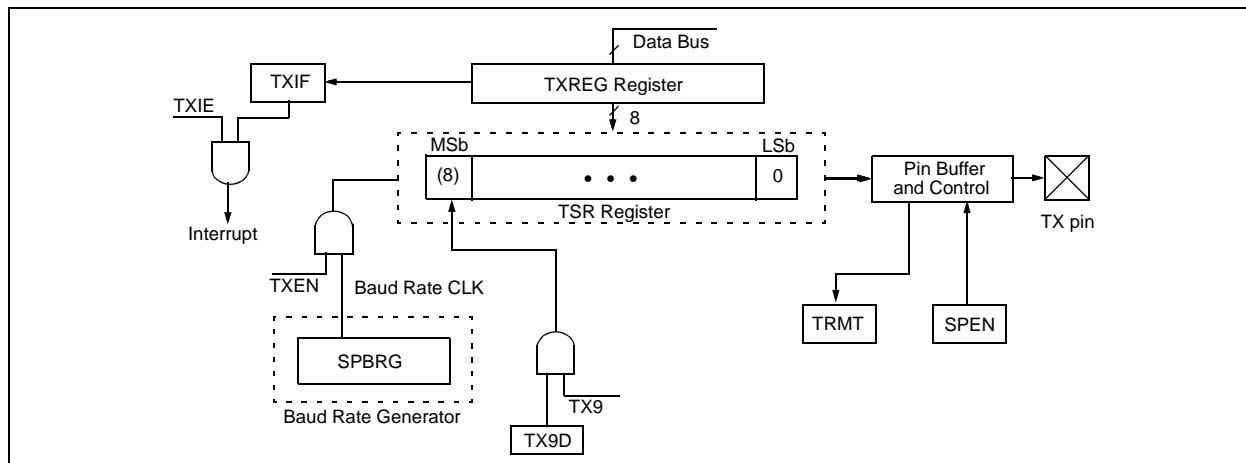 Data Bus
TXIF
TXREG Register
TXIE
8
MSb
LSb
(8)
• • •
0
Pin Buffer
and Control
TSR Register
Interrupt
TX pin
TXEN
Baud Rate CLK
TRMT
SPEN
SPBRG
TX9
Baud Rate Generator
TX9D